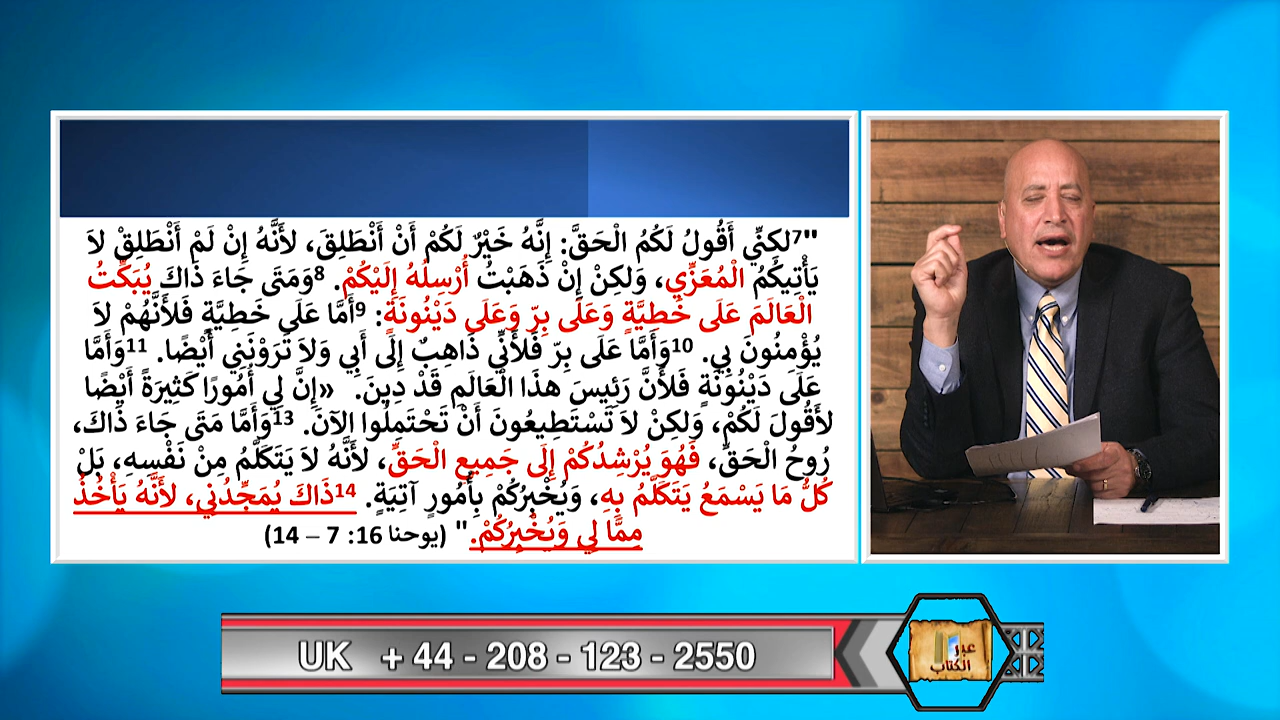 "7لكِنِّي أَقُولُ لَكُمُ الْحَقَّ: إِنَّهُ خَيْرٌ لَكُمْ أَنْ أَنْطَلِقَ، لأَنَّهُ إِنْ لَمْ أَنْطَلِقْ لاَ
يَأْتِيكُمُ الْمُعَزِّي، وَلكِنْ إِنْ ذَهَبْتُ أُرْسِلُهُ إِلَيْكُمْ. 8وَمَتَى جَاءَ ذَاكَ يُبَكِّتُ
الْعَالَمَ عَلَى خَطِيَّةٍ وَعَلَى بِرّ وَعَلَى دَيْنُونَةٍ: 9أَمَّا عَلَى خَطِيَّةٍ فَلأَنَّهُمْ لاَ
يُؤْمِنُونَ بِي. 10وَأَمَّا عَلَى بِرّ فَلأَنِّي ذَاهِبٌ إِلَى أَبِي وَلاَ تَرَوْنَنِي أَيْضًا. 11وَأَمَّا
عَلَى دَيْنُونَةٍ فَلأَنَّ رَئِيسَ هذَا الْعَالَمِ قَدْ دِينَ. «إِنَّ لِي أُمُورًا كَثِيرَةً أَيْضًا
لأَقُولَ لَكُمْ، وَلكِنْ لاَ تَسْتَطِيعُونَ أَنْ تَحْتَمِلُوا الآنَ. 13وَأَمَّا مَتَى جَاءَ ذَاكَ،
رُوحُ الْحَقِّ، فَهُوَ يُرْشِدُكُمْ إِلَى جَمِيعِ الْحَقِّ، لأَنَّهُ لاَ يَتَكَلَّمُ مِنْ نَفْسِهِ، بَلْ
كُلُّ مَا يَسْمَعُ يَتَكَلَّمُ بِهِ، وَيُخْبِرُكُمْ بِأُمُورٍ آتِيَةٍ. 14ذَاكَ يُمَجِّدُنِي، لأَنَّهُ يَأْخُذُ
مِمَّا لِي وَيُخْبِرُكُمْ." (يوحنا 16: 7 – 14)
UK + 44 - 208 - 123 - 2550
عبر
الكتاب